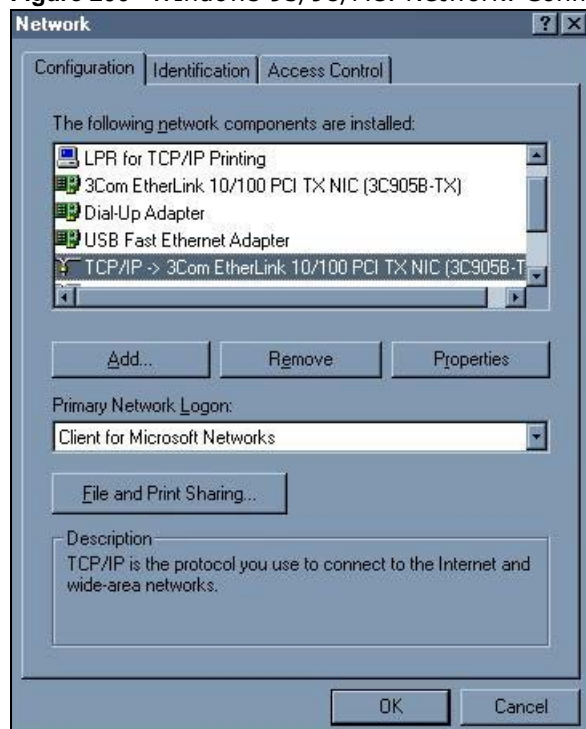 Network
Configuration Identification Access Control
The following network components are installed:
LPR for TCP/IP Printing
3Com EtherLink 10/100 PCI TX NIC (3C905B-TX)
Dial-Up Adapter
USB Fast Ethernet Adapter
TCP/IP -> 3Com EtherLink 10/100 PCI TX NIC (3C905B-T
Add... Remove Properties
Primary Network Logon:
Client for Microsoft Networks
File and Print Sharing...
Description
TCP/IP is the protocol you use to connect to the Internet and
wide-area networks.
OK Cancel